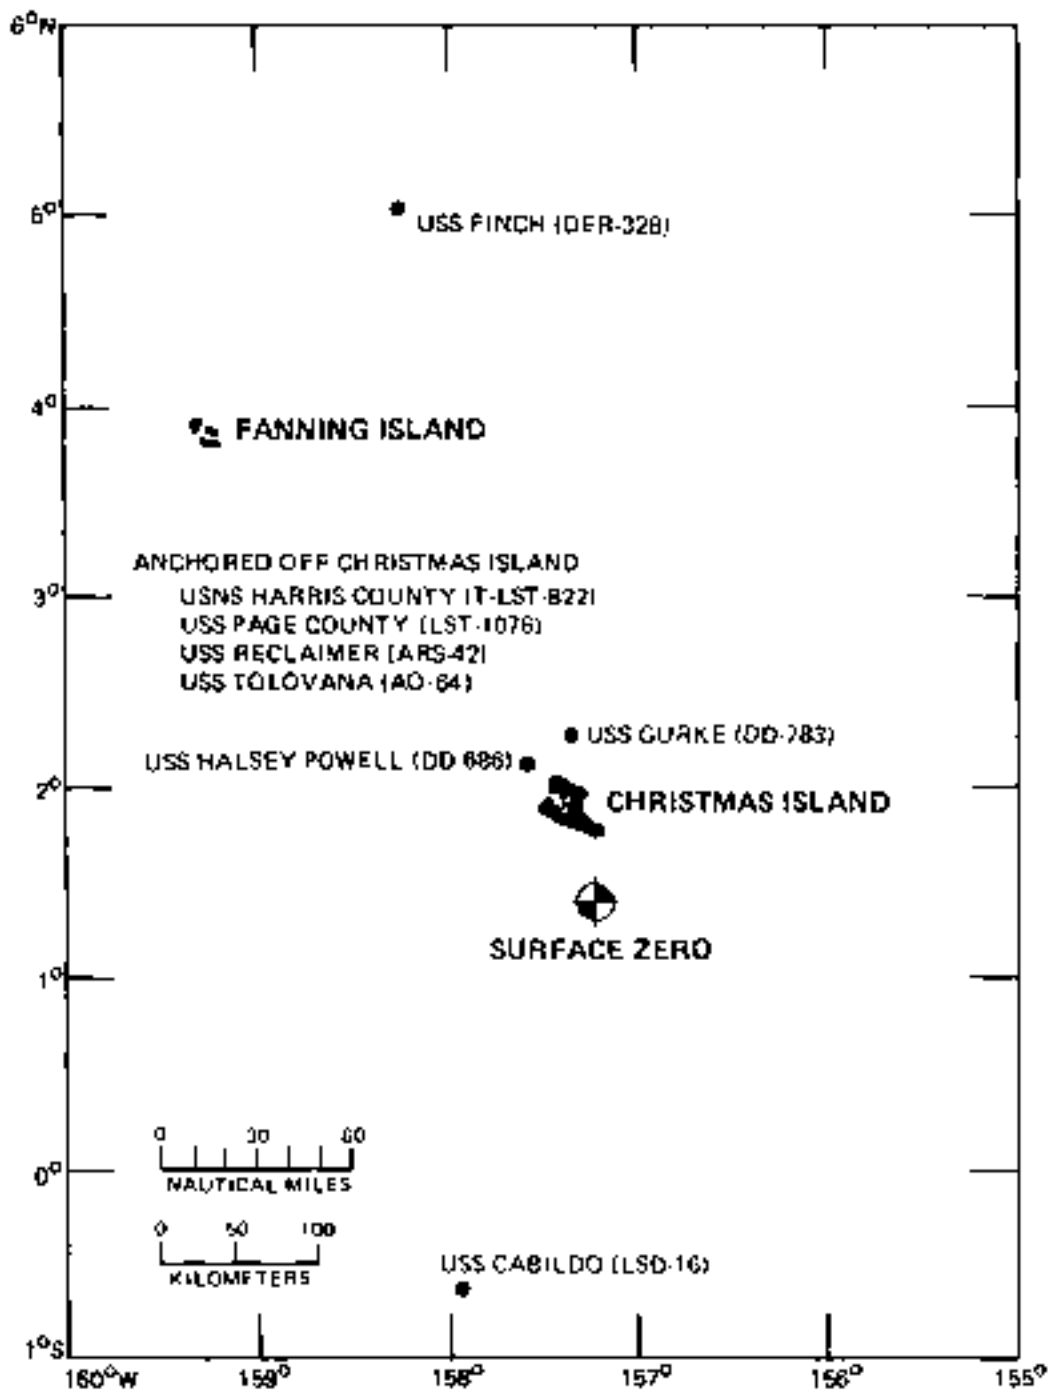 6°N
USS FINCH (DER-328)
5°
4°
FANNING ISLAND
ANCHORED OFF CHRISTMAS ISLAND
3°
USNS HARRIS COUNTY (T-LST-822)
USS PAGE COUNTY (LST-1076)
USS RECLAIMER (ARS-42)
USS TOLOVANA (AO-64)
USS GURKE (DD-783)
USS HALSEY POWELL (DD-686)
2°
CHRISTMAS ISLAND
SURFACE ZERO
1°
0 30 60
0°
NAUTICAL MILES
0 50 100
KILOMETERS
USS CABILDO (LSD-16)
1°S
160°W 159° 158° 157° 156° 155°